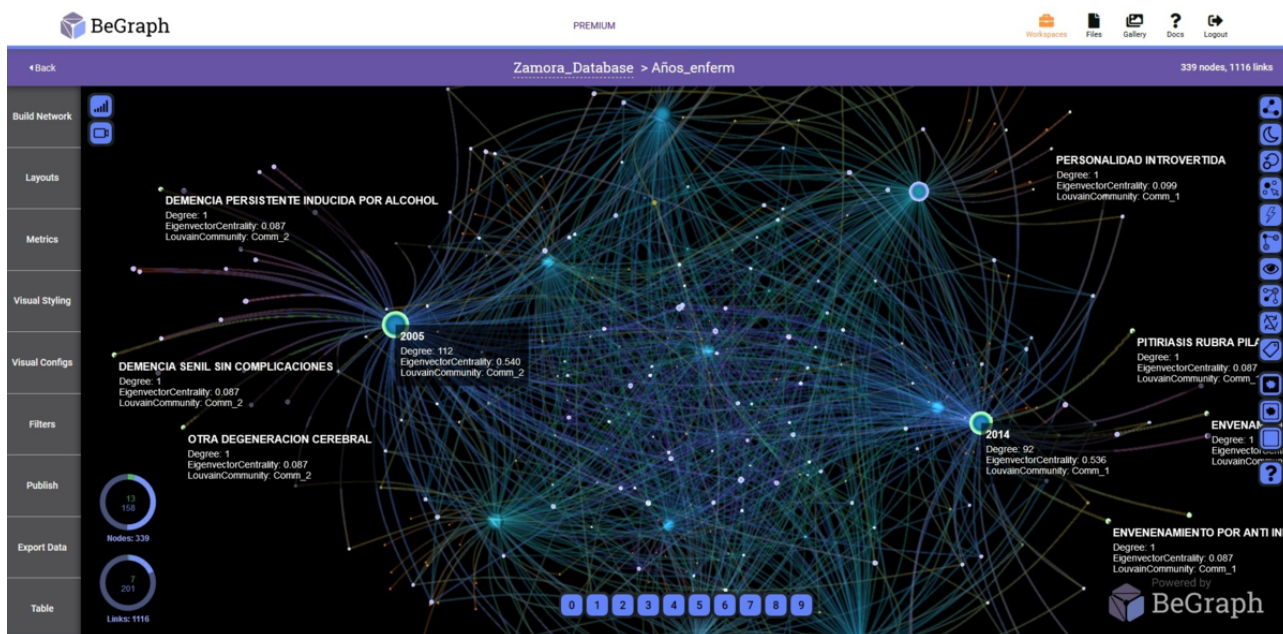 BeGraph
PREMIUM
Workspaces
Files
Gallery
Docs
Logout
Back
Zamora_Database > Años_enferm
339 nodes, 1116 links
Build Network
Layouts
Metrics
Visual Styling
Visual Configs
Filters
Publish
Export Data
Table
PERSONALIDAD INTROVERTIDA
Degree: 1
EigenvectorCentrality: 0.099
LouvainCommunity: Comm_1
DEMENCIA PERSISTENTE INDUCIDA POR ALCOHOL
Degree: 1
EigenvectorCentrality: 0.087
LouvainCommunity: Comm_2
2005
Degree: 112
EigenvectorCentrality: 0.540
LouvainCommunity: Comm_2
DEMENCIA SENIL SIN COMPLICACIONES
Degree: 1
EigenvectorCentrality: 0.087
LouvainCommunity: Comm_2
PITIRIASIS RUBRA PILA
Degree: 1
EigenvectorCentrality: 0.087
LouvainCommunity: Comm_
OTRA DEGENERACION CEREBRAL
Degree: 1
EigenvectorCentrality: 0.087
LouvainCommunity: Comm_2
2014
Degree: 92
EigenvectorCentrality: 0.536
LouvainCommunity: Comm_1
Degree: 1
ENVENENAMIENTO POR ANTI IN
Degree: 1
EigenvectorCentrality: 0.087
LouvainCommunity: Comm_1
13
158
Nodes: 339
7
201
Links: 1116
0 1 2 3 4 5 6 7 8 9
?
Powered by
BeGraph